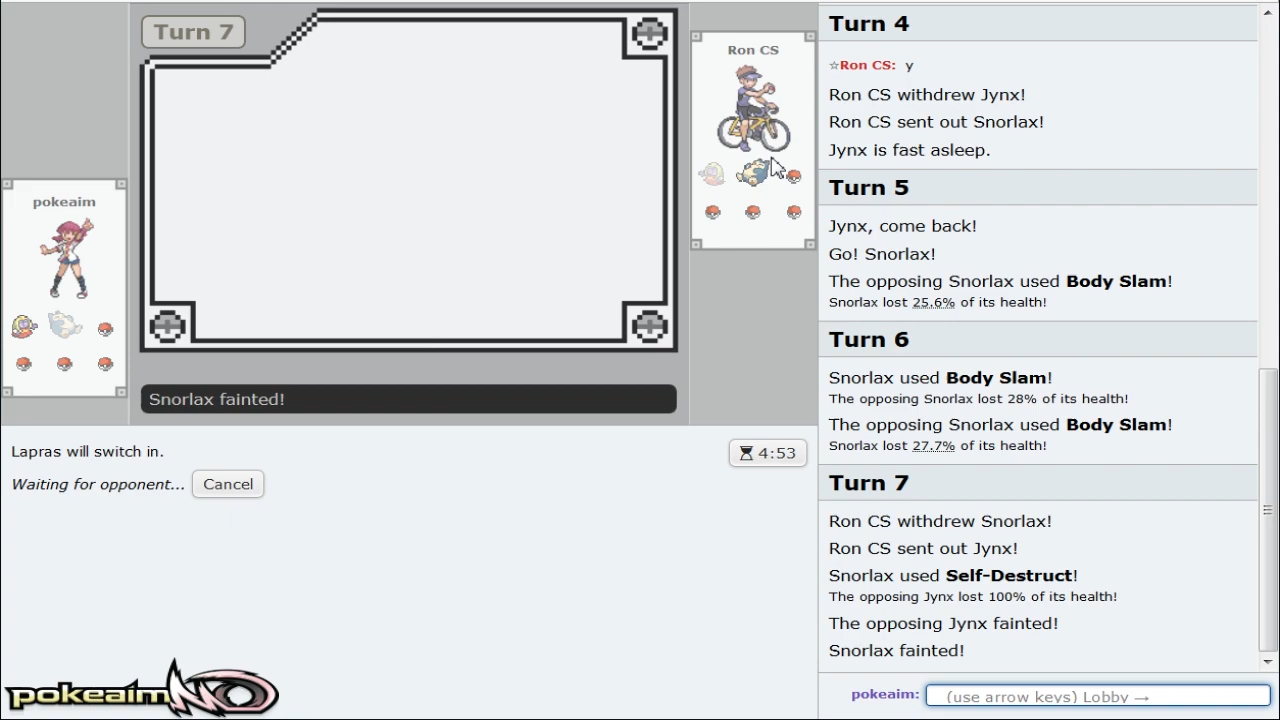 Turn 7
Ron CS
pokeaim
Snorlax fainted!
Lapras will switch in.
4:53
Waiting for opponent...
Cancel
pokeaimNO
Turn 4
☆Ron CS: y
Ron CS withdrew Jynx!
Ron CS sent out Snorlax!
Jynx is fast asleep.
Turn 5
Jynx, come back!
Go! Snorlax!
The opposing Snorlax used Body Slam!
Snorlax lost 25.6% of its health!
Turn 6
Snorlax used Body Slam!
The opposing Snorlax lost 28% of its health!
The opposing Snorlax used Body Slam!
Snorlax lost 27.7% of its health!
Turn 7
Ron CS withdrew Snorlax!
Ron CS sent out Jynx!
Snorlax used Self-Destruct!
The opposing Jynx lost 100% of its health!
The opposing Jynx fainted!
Snorlax fainted!
pokeaim: (use arrow keys) Lobby →